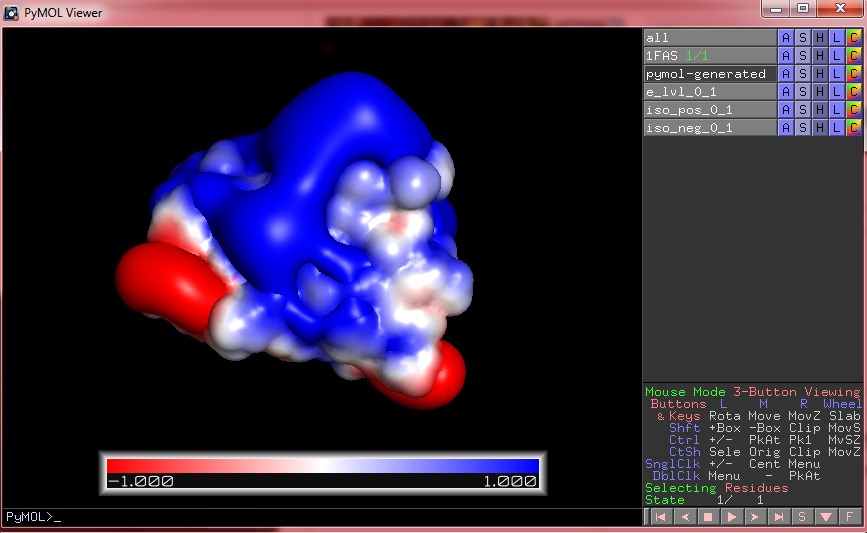 PyMOL Viewer
all A S H L C
1FAS 1/1 A S H L C
pymol-generated A S H L C
e_lvl_0_1 A S H L C
iso_pos_0_1 A S H L C
iso_neg_0_1 A S H L C
-1.000 1.000
Mouse Mode 3-Button Viewing
Buttons L M R Wheel
& Keys Rota Move MovZ Slab
Shft +Box -Box Clip MovS
Ctrl +/- PkAt Pk1 MvSZ
CtSh Sele Orig Clip MovZ
SnglClk +/- Cent Menu
DblClk Menu - PkAt
Selecting Residues
State 1/ 1
PyMOL>_
S F